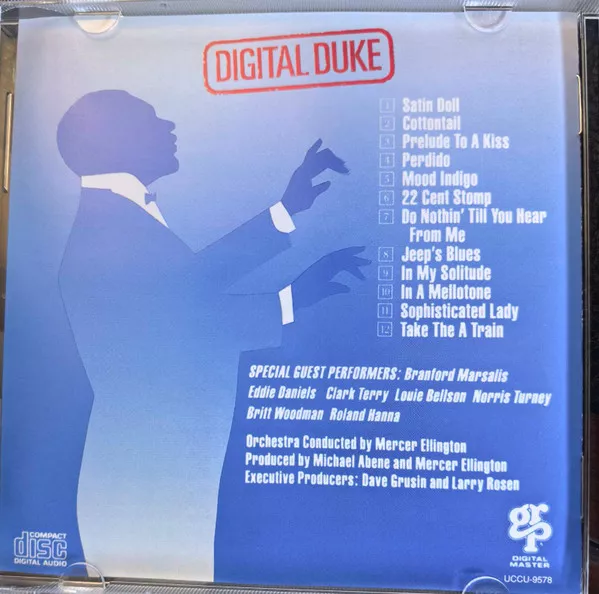 DIGITAL DUKE
1 Satin Doll
2 Cottontail
3 Prelude To A Kiss
4 Perdido
5 Mood Indigo
6 22 Cent Stomp
7 Do Nothin' Till You Hear
From Me
8 Jeep's Blues
9 In My Solitude
10 In A Mellotone
11 Sophisticated Lady
12 Take The A Train
SPECIAL GUEST PERFORMERS: Branford Marsalis
Eddie Daniels Clark Terry Louie Bellson Norris Turney
Britt Woodman Roland Hanna
Orchestra Conducted by Mercer Ellington
Produced by Michael Abene and Mercer Ellington
Executive Producers: Dave Grusin and Larry Rosen
COMPACT
disc
DIGITAL AUDIO
grp
DIGITAL
MASTER
UCCU-9578